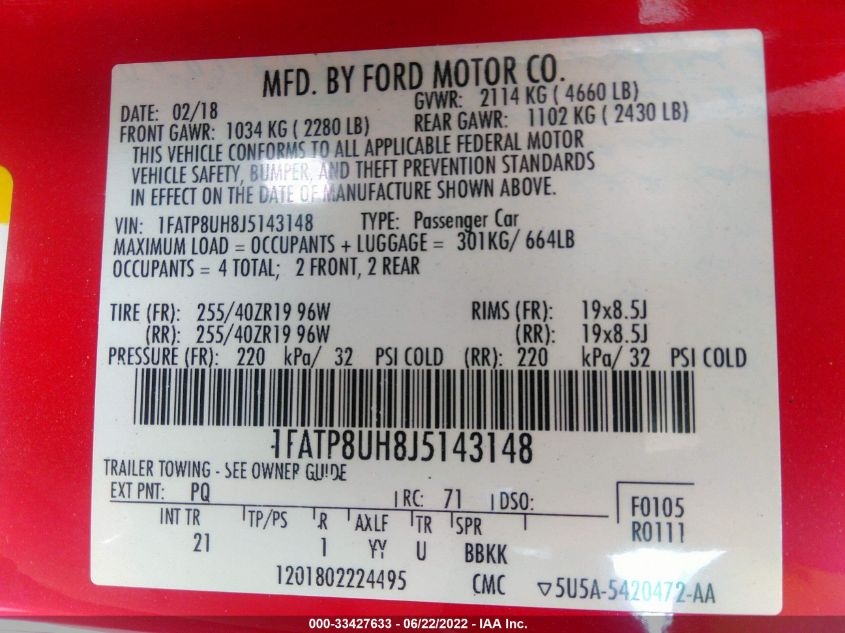 MFD. BY FORD MOTOR CO.
DATE: 02/18 GVWR: 2114 KG ( 4660 LB)
FRONT GAWR: 1034 KG ( 2280 LB) REAR GAWR: 1102 KG ( 2430 LB)
THIS VEHICLE CONFORMS TO ALL APPLICABLE FEDERAL MOTOR
VEHICLE SAFETY, BUMPER, AND THEFT PREVENTION STANDARDS
IN EFFECT ON THE DATE OF MANUFACTURE SHOWN ABOVE.
VIN: 1FATP8UH8J5143148 TYPE: Passenger Car
MAXIMUM LOAD = OCCUPANTS + LUGGAGE = 301KG/ 664LB
OCCUPANTS = 4 TOTAL; 2 FRONT, 2 REAR
TIRE (FR): 255/40ZR19 96W RIMS (FR): 19x8.5J
(RR): 255/40ZR19 96W (RR): 19x8.5J
PRESSURE (FR): 220 kPa/ 32 PSI COLD (RR): 220 kPa/ 32 PSI COLD
1FATP8UH8J5143148
TRAILER TOWING - SEE OWNER GUIDE
EXT PNT: PQ RC: 71 DSO: F0105
INT TR TP/PS R AXLE TR SPR R0111
21 1 YY U BBKK
1201802224495 CMC ▽5U5A-5420472-AA
000-33427633 - 06/22/2022 - IAA Inc.